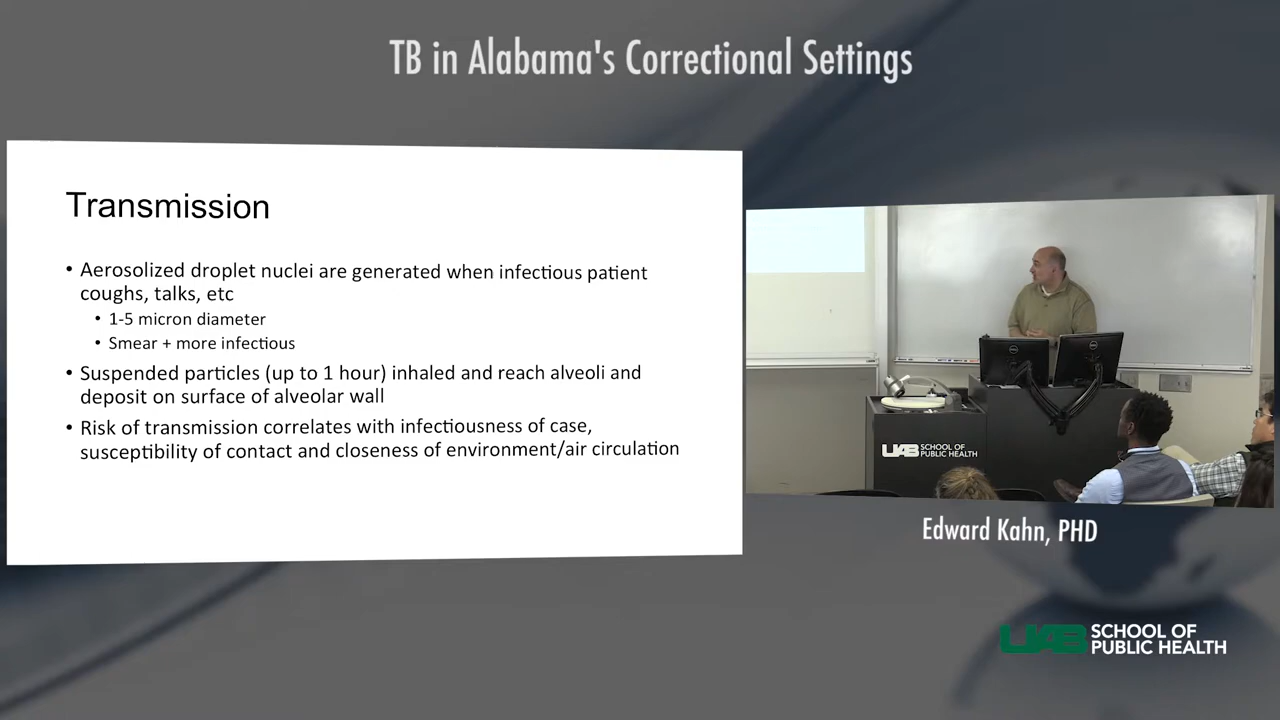 TB in Alabama's Correctional Settings
Transmission
• Aerosolized droplet nuclei are generated when infectious patient
coughs, talks, etc
• 1-5 micron diameter
• Smear + more infectious
• Suspended particles (up to 1 hour) inhaled and reach alveoli and
deposit on surface of alveolar wall
• Risk of transmission correlates with infectiousness of case,
susceptibility of contact and closeness of environment/air circulation
UAB SCHOOL OF
PUBLIC HEALTH
Edward Kahn, PHD
UAB SCHOOL OF
PUBLIC HEALTH